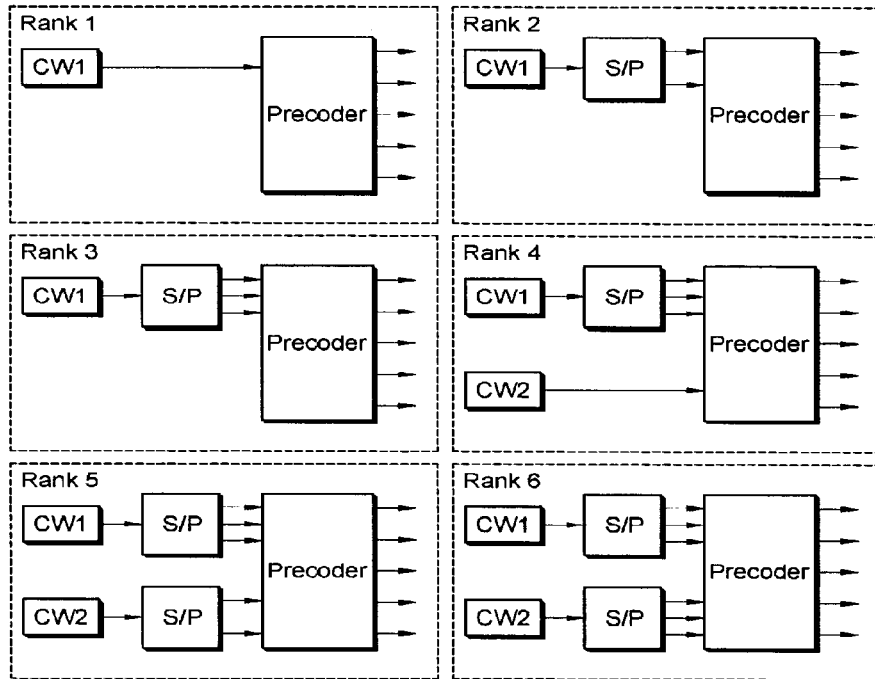 Rank 1
CW1
Precoder
Rank 2
CW1
S/P
Precoder
Rank 3
CW1
S/P
Precoder
Rank 4
CW1
S/P
CW2
Precoder
Rank 5
CW1
S/P
CW2
S/P
Precoder
Rank 6
CW1
S/P
CW2
S/P
Precoder